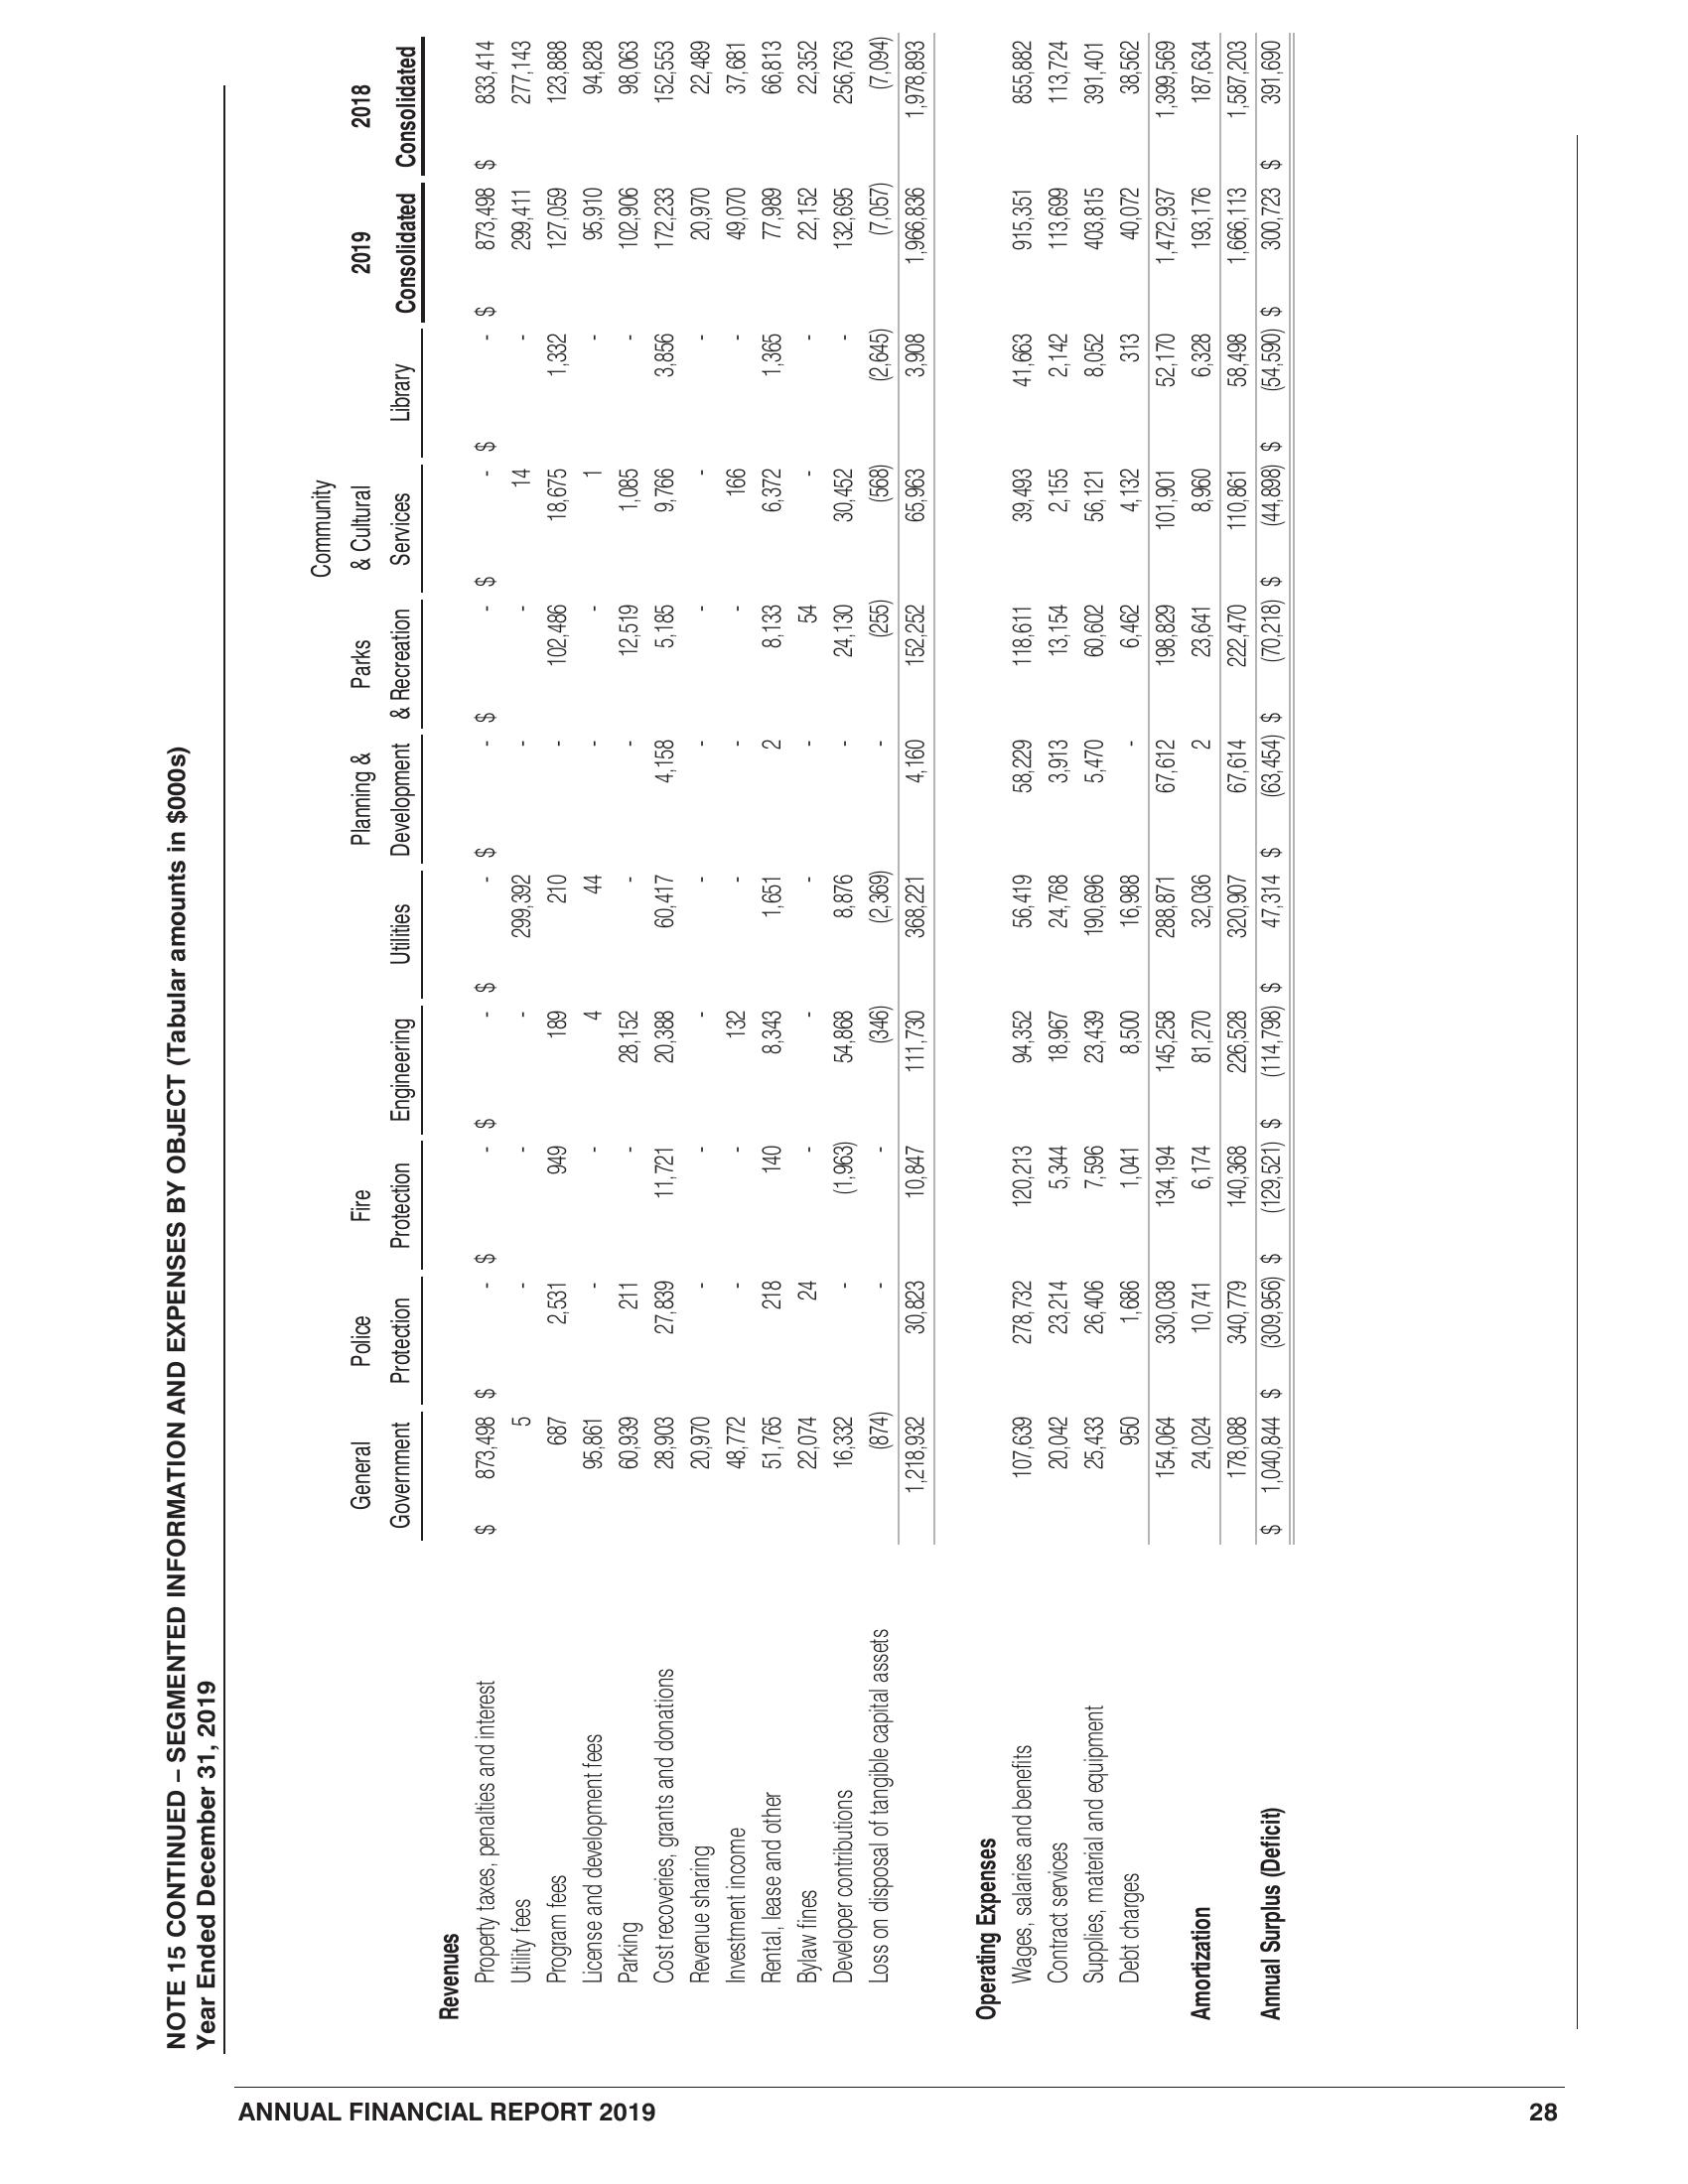 NOTE 15 CONTINUED – SEGMENTED INFORMATION AND EXPENSES BY OBJECT (Tabular amounts in $000s)
Year Ended December 31, 2019
Community
General Police Fire Planning & Parks & Cultural 2019 2018
Government Protection Protection Engineering Utilities Development & Recreation Services Library Consolidated Consolidated
Revenues
Property taxes, penalties and interest $ 873,498 $ - $ - $ - $ - $ - $ - $ - $ - $ 873,498 $ 833,414
Utility fees 5 - - - 299,392 - - 14 - 299,411 277,143
Program fees 687 2,531 949 189 210 - 102,486 18,675 1,332 127,059 123,888
License and development fees 95,861 - - 4 44 - - 1 - 95,910 94,828
Parking 60,939 211 - 28,152 - - 12,519 1,085 - 102,906 98,063
Cost recoveries, grants and donations 28,903 27,839 11,721 20,388 60,417 4,158 5,185 9,766 3,856 172,233 152,553
Revenue sharing 20,970 - - - - - - - - 20,970 22,489
Investment income 48,772 - - 132 - - - 166 - 49,070 37,681
Rental, lease and other 51,765 218 140 8,343 1,651 2 8,133 6,372 1,365 77,989 66,813
Bylaw fines 22,074 24 - - - - 54 - - 22,152 22,352
Developer contributions 16,332 - (1,963) 54,868 8,876 - 24,130 30,452 - 132,695 256,763
Loss on disposal of tangible capital assets (874) - - (346) (2,369) - (255) (568) (2,645) (7,057) (7,094)
1,218,932 30,823 10,847 111,730 368,221 4,160 152,252 65,963 3,908 1,966,836 1,978,893
Operating Expenses
Wages, salaries and benefits 107,639 278,732 120,213 94,352 56,419 58,229 118,611 39,493 41,663 915,351 855,882
Contract services 20,042 23,214 5,344 18,967 24,768 3,913 13,154 2,155 2,142 113,699 113,724
Supplies, material and equipment 25,433 26,406 7,596 23,439 190,696 5,470 60,602 56,121 8,052 403,815 391,401
Debt charges 950 1,686 1,041 8,500 16,988 - 6,462 4,132 313 40,072 38,562
154,064 330,038 134,194 145,258 288,871 67,612 198,829 101,901 52,170 1,472,937 1,399,569
Amortization 24,024 10,741 6,174 81,270 32,036 2 23,641 8,960 6,328 193,176 187,634
178,088 340,779 140,368 226,528 320,907 67,614 222,470 110,861 58,498 1,666,113 1,587,203
Annual Surplus (Deficit) $ 1,040,844 $ (309,956) $ (129,521) $ (114,798) $ 47,314 $ (63,454) $ (70,218) $ (44,898) $ (54,590) $ 300,723 $ 391,690
ANNUAL FINANCIAL REPORT 2019 28